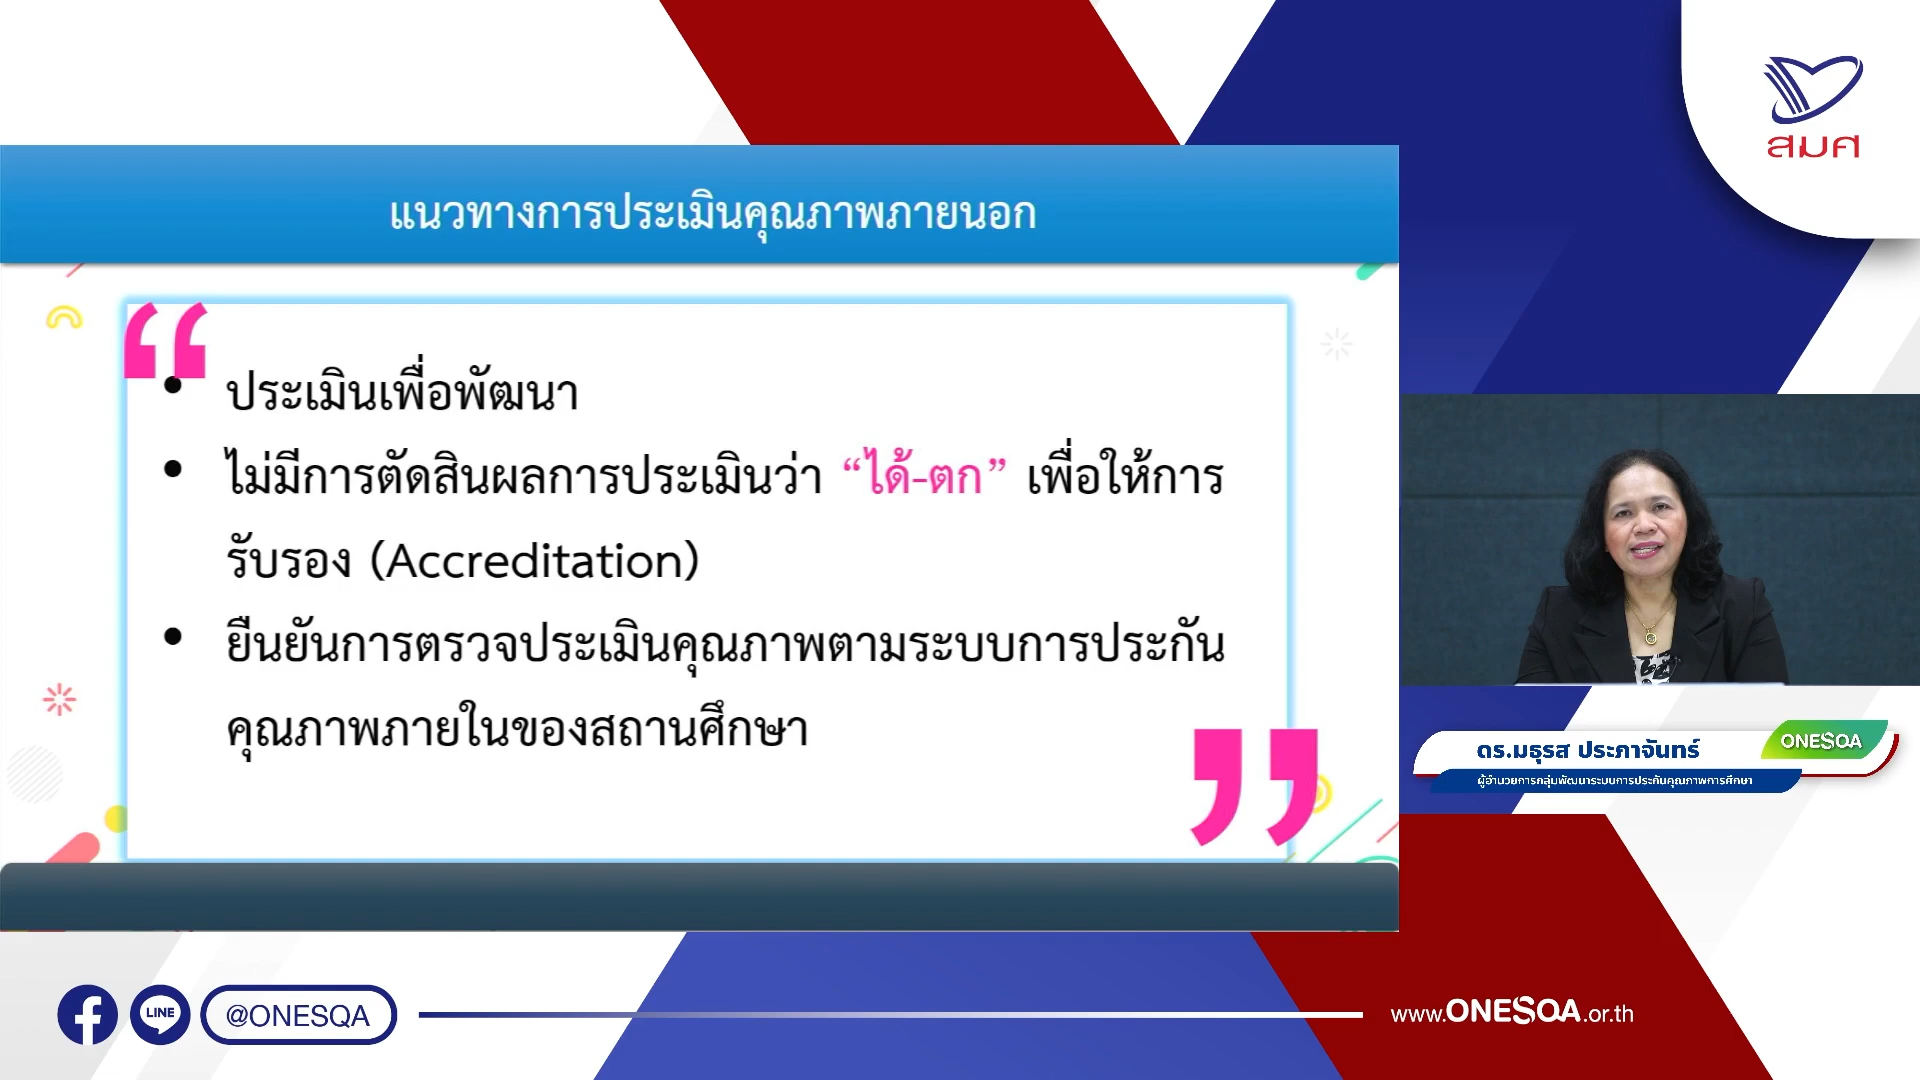 สมศ
แนวทางการประเมินคุณภาพภายนอก
“
• ประเมินเพื่อพัฒนา
• ไม่มีการตัดสินผลการประเมินว่า “ได้-ตก” เพื่อให้การ
รับรอง (Accreditation)
• ยืนยันการตรวจประเมินคุณภาพตามระบบการประกัน
คุณภาพภายในของสถานศึกษา
”
ดร.มธุรส ประภาจันทร์
ONESQA
ผู้อำนวยการกลุ่มพัฒนาระบบการประกันคุณภาพการศึกษา
LINE
@ONESQA
www.ONESQA.or.th